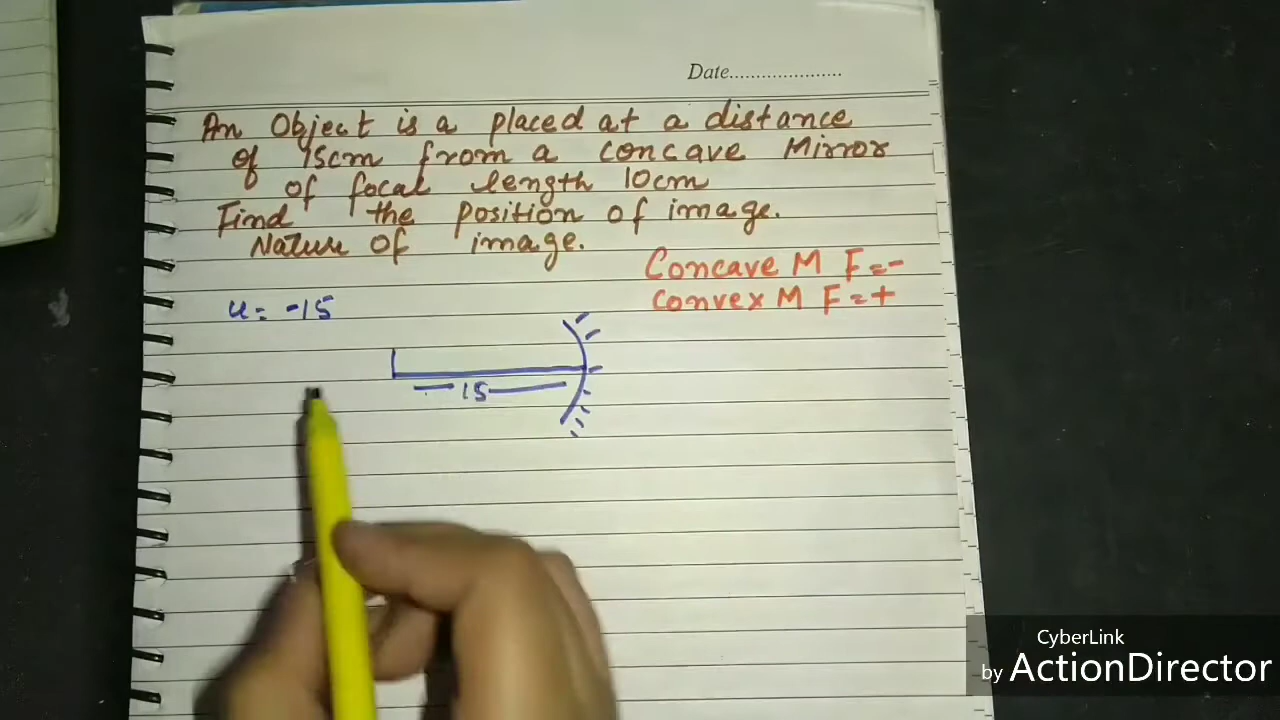 Date.....................
An Object is a placed at a distance
of 15cm from a concave Mirror
of focal length 10cm
Find the position of image.
Nature of image.
Concave M F=-
Convex M F=+
u= -15
15
CyberLink
by ActionDirector